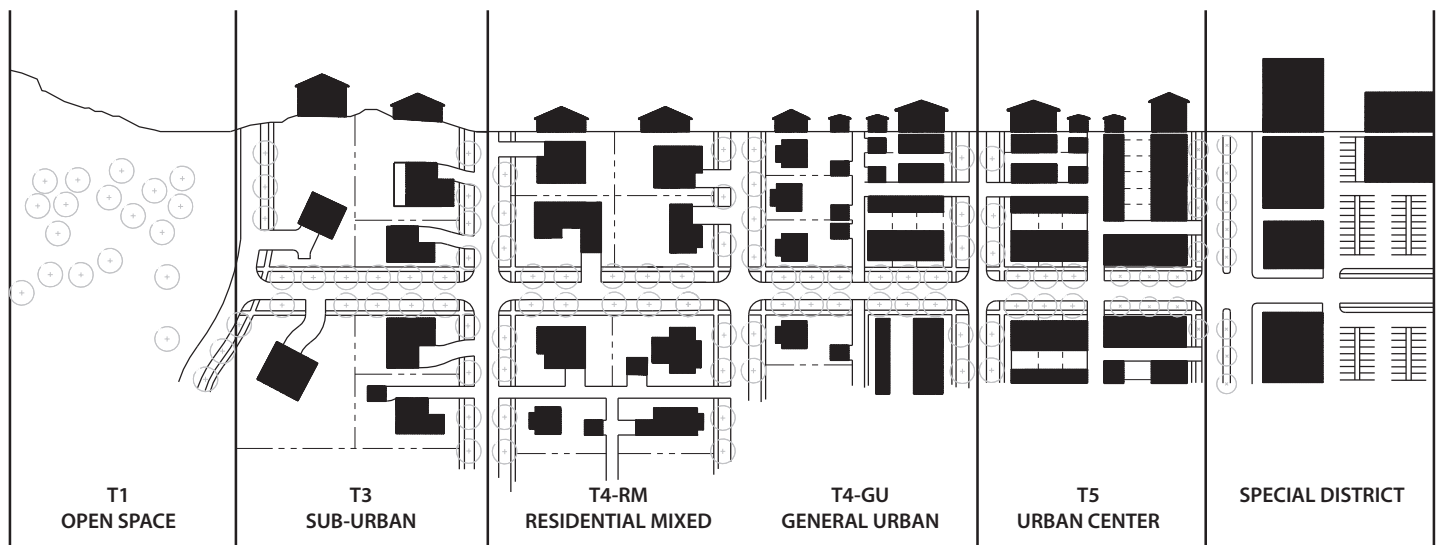 T1
OPEN SPACE
T3
SUB-URBAN
T4-RM
RESIDENTIAL MIXED
T4-GU
GENERAL URBAN
T5
URBAN CENTER
SPECIAL DISTRICT